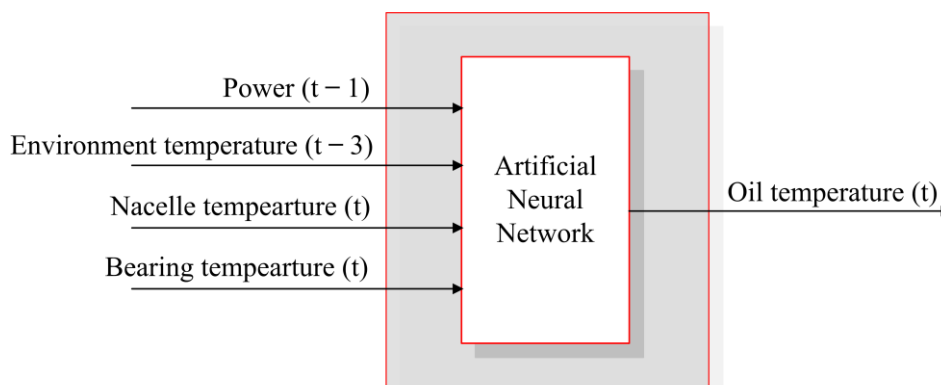 Power (t − 1)
Environment temperature (t − 3)
Nacelle tempearture (t)
Bearing tempearture (t)
Artificial
Neural
Network
Oil temperature (t)